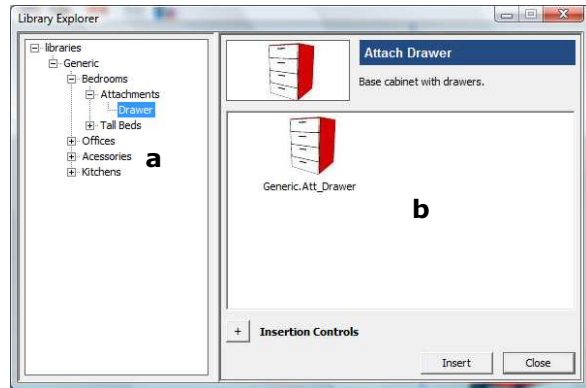 Library Explorer
libraries
Generic
Bedrooms
Attachments
Drawer
Tall Beds
Offices
Acessories
Kitchens
a
Attach Drawer
Base cabinet with drawers.
Generic.Att_Drawer
b
+ Insertion Controls
Insert Close